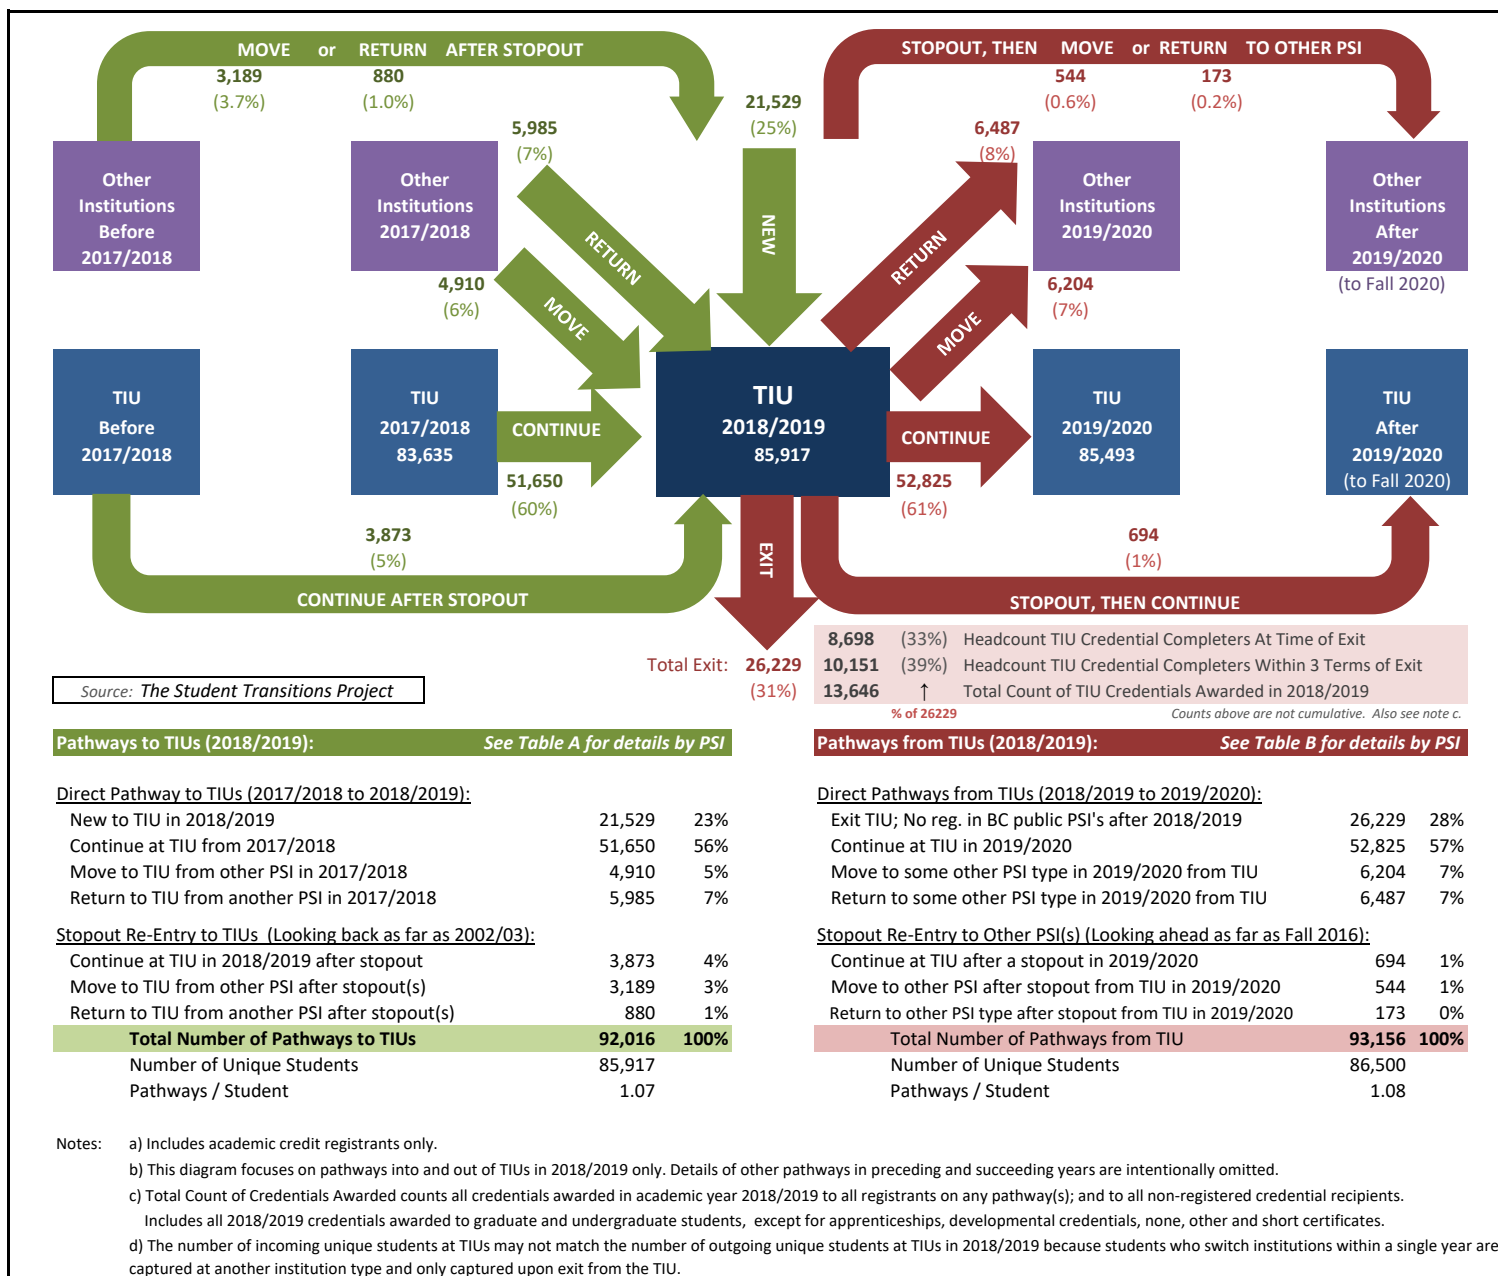 MOVE or RETURN AFTER STOPOUT
3,189 880
(3.7%) (1.0%)
STOPOUT, THEN MOVE or RETURN TO OTHER PSI
544 173
(0.6%) (0.2%)
21,529
(25%)
5,985
(7%)
6,487
(8%)
Other
Institutions
Before
2017/2018
Other
Institutions
2017/2018
RETURN
NEW
RETURN
Other
Institutions
2019/2020
Other
Institutions
After
2019/2020
(to Fall 2020)
4,910
(6%)
MOVE
MOVE
6,204
(7%)
TIU
Before
2017/2018
TIU
2017/2018
83,635
CONTINUE
51,650
(60%)
TIU
2018/2019
85,917
CONTINUE
52,825
(61%)
TIU
2019/2020
85,493
TIU
After
2019/2020
(to Fall 2020)
3,873
(5%)
CONTINUE AFTER STOPOUT
EXIT
694
(1%)
STOPOUT, THEN CONTINUE
Total Exit: 26,229
(31%)
8,698 (33%) Headcount TIU Credential Completers At Time of Exit
10,151 (39%) Headcount TIU Credential Completers Within 3 Terms of Exit
13,646 ↑ Total Count of TIU Credentials Awarded in 2018/2019
% of 26229 Counts above are not cumulative. Also see note c.
Source: The Student Transitions Project
Pathways to TIUs (2018/2019): See Table A for details by PSI
Direct Pathway to TIUs (2017/2018 to 2018/2019):
New to TIU in 2018/2019 21,529 23%
Continue at TIU from 2017/2018 51,650 56%
Move to TIU from other PSI in 2017/2018 4,910 5%
Return to TIU from another PSI in 2017/2018 5,985 7%
Stopout Re-Entry to TIUs (Looking back as far as 2002/03):
Continue at TIU in 2018/2019 after stopout 3,873 4%
Move to TIU from other PSI after stopout(s) 3,189 3%
Return to TIU from another PSI after stopout(s) 880 1%
Total Number of Pathways to TIUs 92,016 100%
Number of Unique Students 85,917
Pathways / Student 1.07
Pathways from TIUs (2018/2019): See Table B for details by PSI
Direct Pathways from TIUs (2018/2019 to 2019/2020):
Exit TIU; No reg. in BC public PSI's after 2018/2019 26,229 28%
Continue at TIU in 2019/2020 52,825 57%
Move to some other PSI type in 2019/2020 from TIU 6,204 7%
Return to some other PSI type in 2019/2020 from TIU 6,487 7%
Stopout Re-Entry to Other PSI(s) (Looking ahead as far as Fall 2016):
Continue at TIU after a stopout in 2019/2020 694 1%
Move to other PSI after stopout from TIU in 2019/2020 544 1%
Return to other PSI type after stopout from TIU in 2019/2020 173 0%
Total Number of Pathways from TIU 93,156 100%
Number of Unique Students 86,500
Pathways / Student 1.08
Notes: a) Includes academic credit registrants only.
b) This diagram focuses on pathways into and out of TIUs in 2018/2019 only. Details of other pathways in preceding and succeeding years are intentionally omitted.
c) Total Count of Credentials Awarded counts all credentials awarded in academic year 2018/2019 to all registrants on any pathway(s); and to all non-registered credential recipients.
Includes all 2018/2019 credentials awarded to graduate and undergraduate students, except for apprenticeships, developmental credentials, none, other and short certificates.
d) The number of incoming unique students at TIUs may not match the number of outgoing unique students at TIUs in 2018/2019 because students who switch institutions within a single year are
captured at another institution type and only captured upon exit from the TIU.